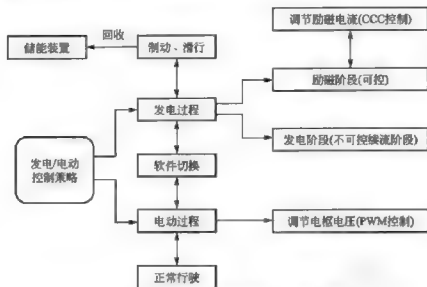 调节励磁电流(CCC控制)
回收
储能装置
制动、滑行
励磁阶段(可控)
发电过程
发电阶段(不可控续流阶段)
发电/电动
控制策略
软件切换
电动过程
调节电枢电压(PWM控制)
正常行驶